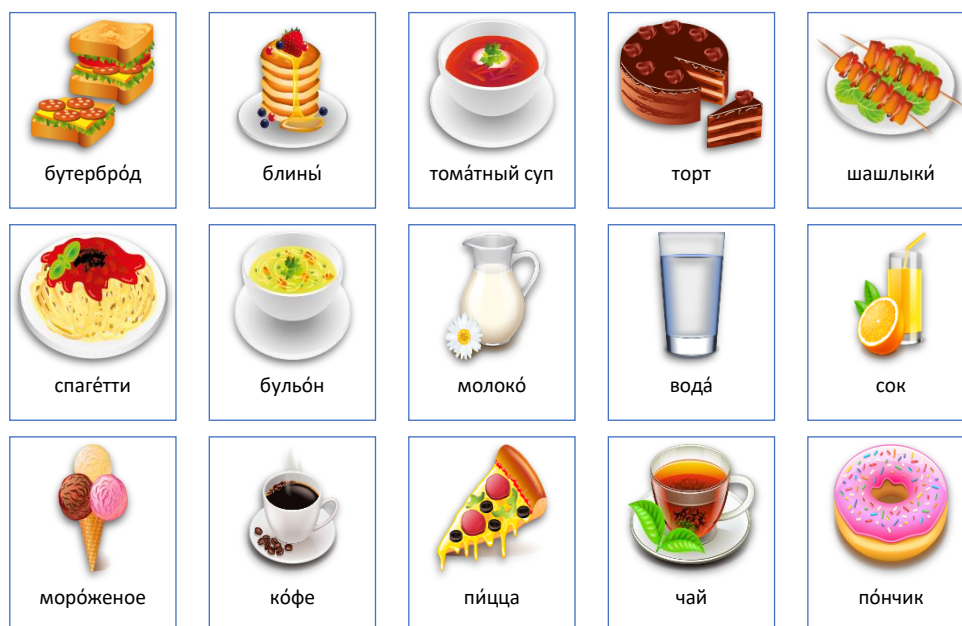 бутербро́д
блины́
тома́тный суп
торт
шашлыки́
спаге́тти
бульо́н
молоко́
вода́
сок
моро́женое
ко́фе
пи́цца
чай
по́нчик